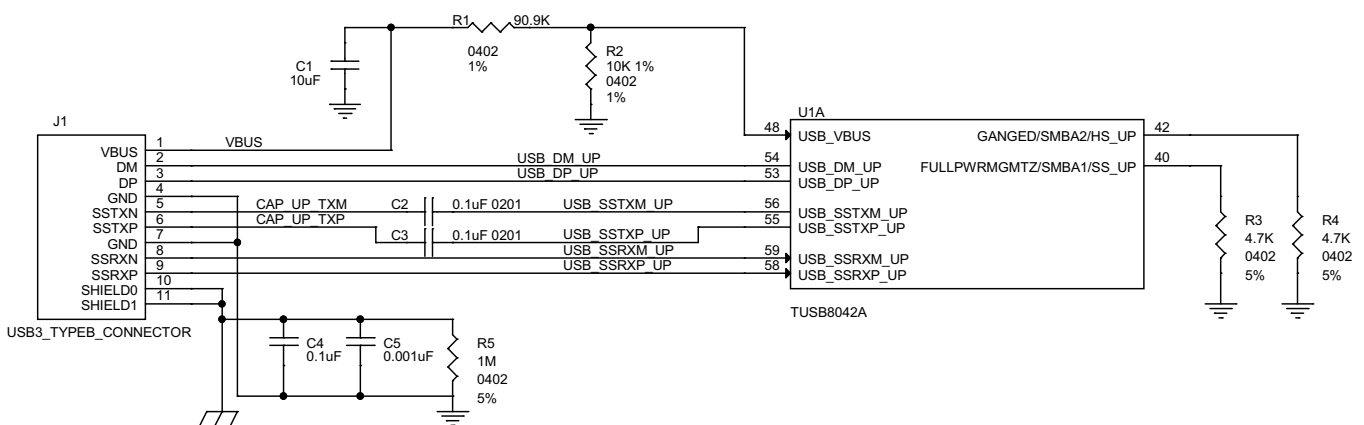 R1
90.9K
0402
1%
C1
10uF
R2
10K 1%
0402
1%
J1
U1A
VBUS
1
VBUS
DM
2
USB_DM_UP
54
USB_DM_UP
DP
3
USB_DP_UP
53
USB_DP_UP
GND
4
SSTXN
5
CAP_UP_TXM
C2
0.1uF 0201
USB_SSTXM_UP
56
USB_SSTXM_UP
SSTXP
6
CAP_UP_TXP
C3
0.1uF 0201
USB_SSTXP_UP
55
USB_SSTXP_UP
GND
7
SSRXN
8
USB_SSRXM_UP
59
USB_SSRXM_UP
SSRXP
9
USB_SSRXP_UP
58
USB_SSRXP_UP
SHIELD0
10
SHIELD1
11
USB3_TYPEB_CONNECTOR
48
USB_VBUS
GANGED/SMBA2/HS_UP
42
FULLPWRMGMTZ/SMBA1/SS_UP
40
TUSB8042A
R3
4.7K
0402
5%
R4
4.7K
0402
5%
C4
0.1uF
C5
0.001uF
R5
1M
0402
5%